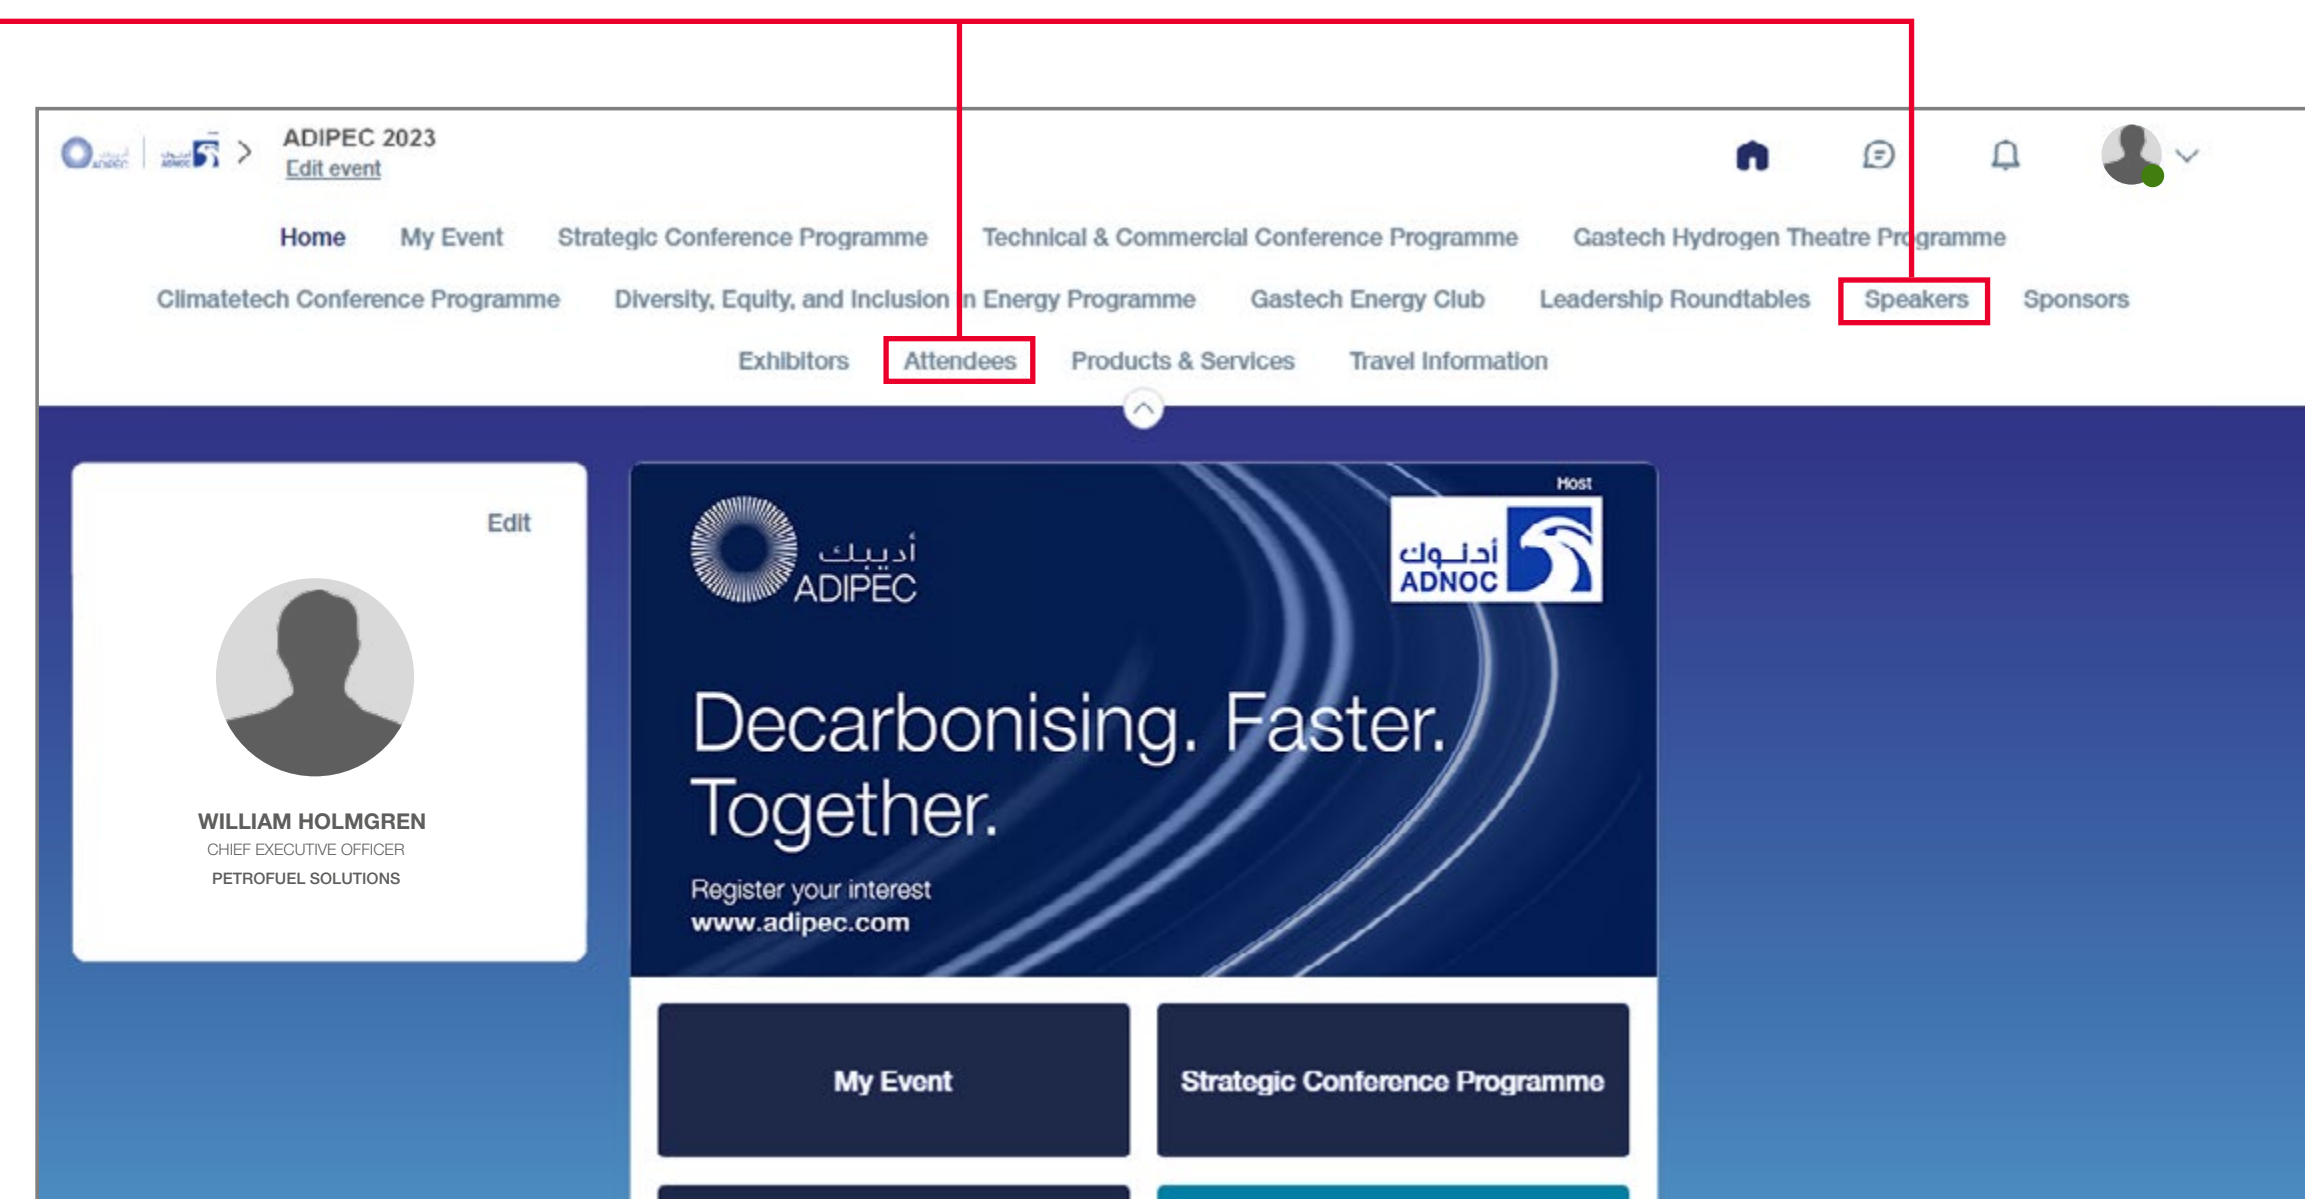 ADIPEC 2023
Edit event
Home My Event Strategic Conference Programme Technical & Commercial Conference Programme Gastech Hydrogen Theatre Programme
Climatetech Conference Programme Diversity, Equity, and Inclusion in Energy Programme Gastech Energy Club Leadership Roundtables Speakers Sponsors
Exhibitors Attendees Products & Services Travel Information
Edit
WILLIAM HOLMGREN
CHIEF EXECUTIVE OFFICER
PETROFUEL SOLUTIONS
أديبك
ADIPEC
Host
أدنوك
ADNOC
Decarbonising. Faster.
Together.
Register your interest
www.adipec.com
My Event
Strategic Conference Programme